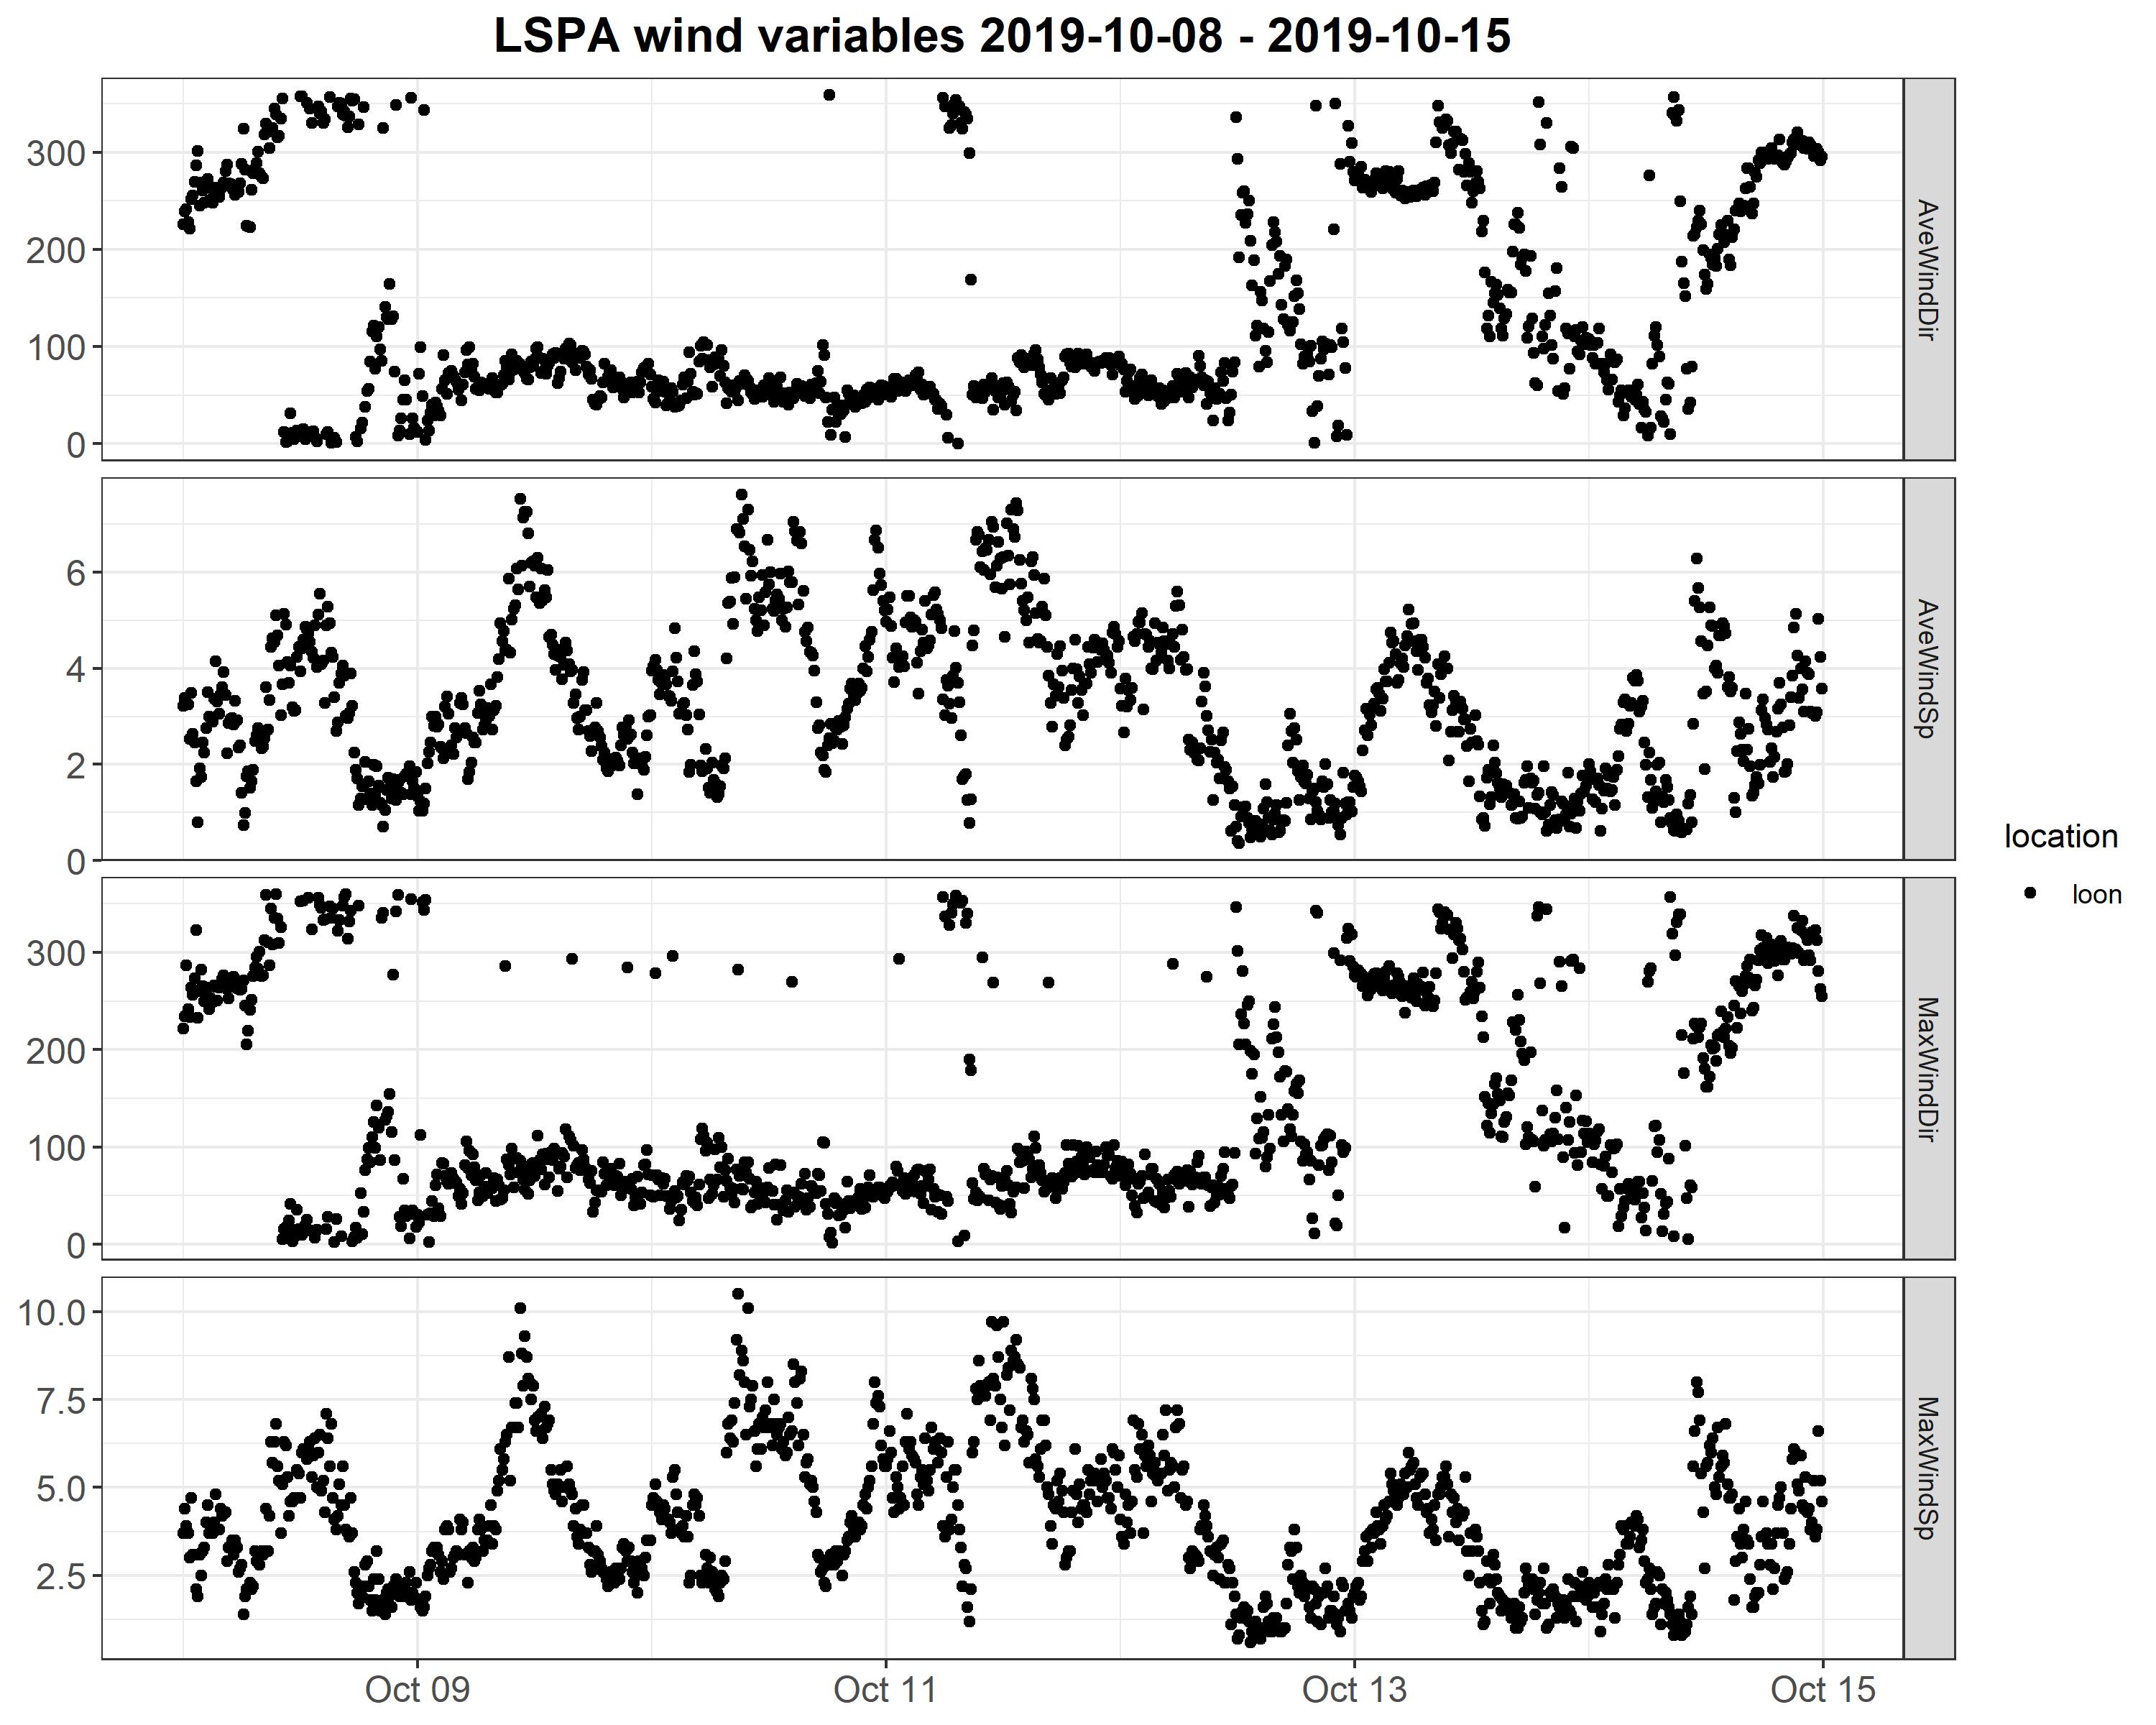 LSPA wind variables 2019-10-08 - 2019-10-15
300
200
100
0
AveWindDir
6
4
2
0
AveWindSp
300
200
100
0
MaxWindDir
10.0
7.5
5.0
2.5
MaxWindSp
Oct 09 Oct 11 Oct 13 Oct 15
location
loon